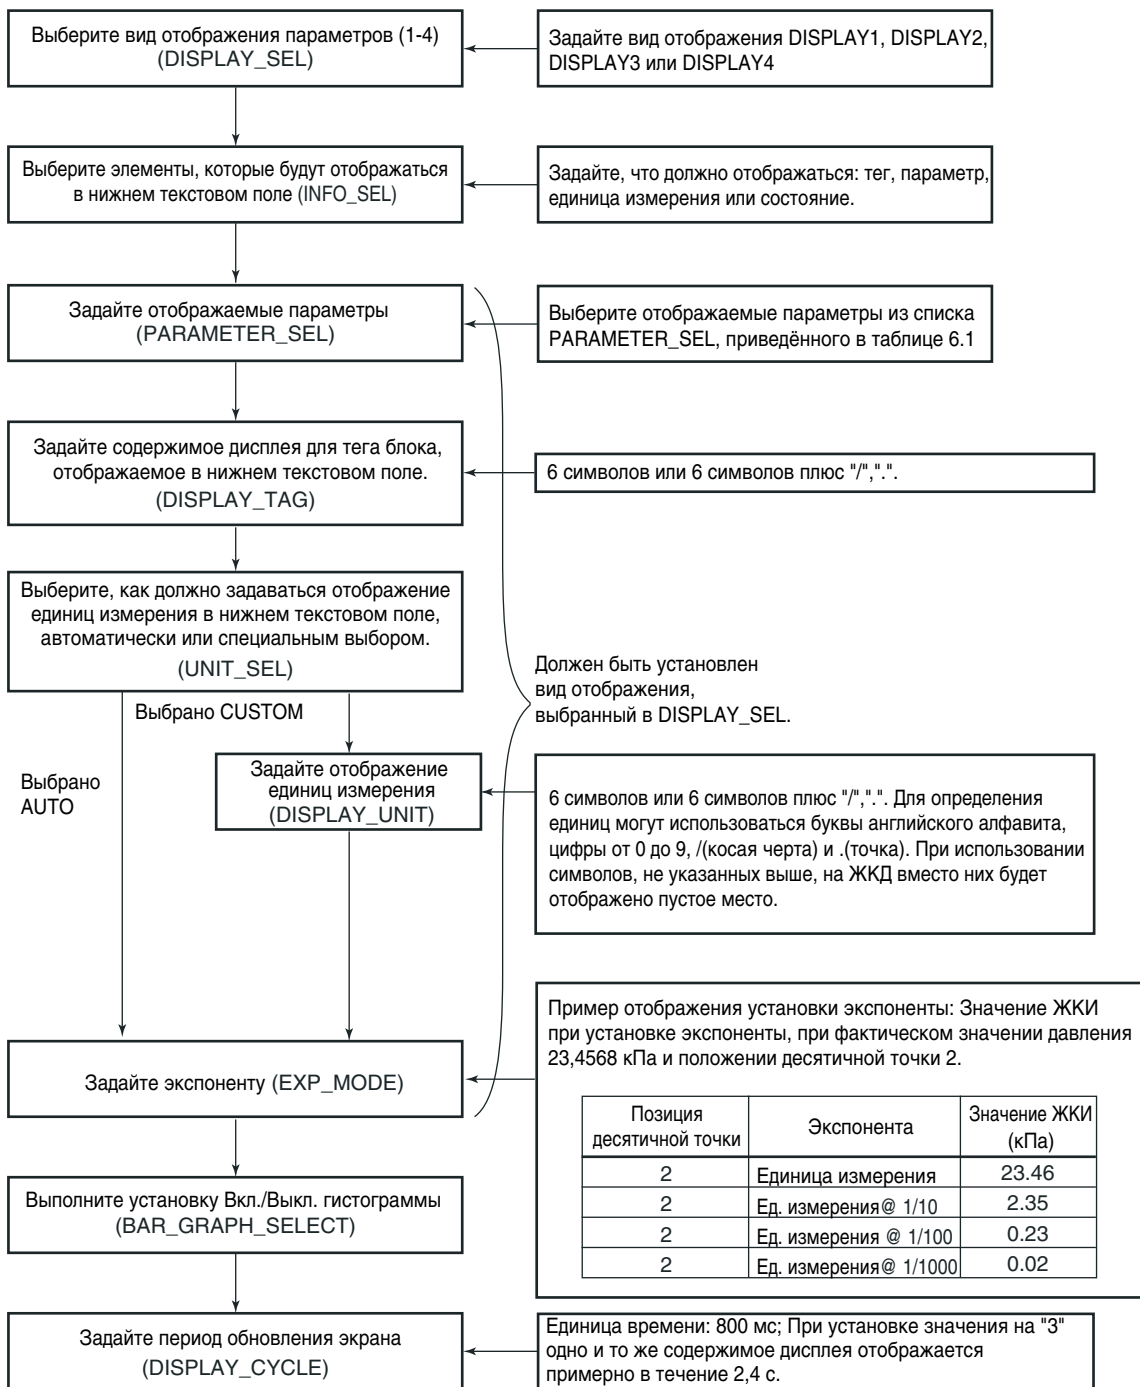 Выберите вид отображения параметров (1-4)
(DISPLAY_SEL)
Задайте вид отображения DISPLAY1, DISPLAY2,
DISPLAY3 или DISPLAY4
Выберите элементы, которые будут отображаться
в нижнем текстовом поле (INFO_SEL)
Задайте, что должно отображаться: тег, параметр,
единица измерения или состояние.
Задайте отображаемые параметры
(PARAMETER_SEL)
Выберите отображаемые параметры из списка
PARAMETER_SEL, приведённого в таблице 6.1
Задайте содержимое дисплея для тега блока,
отображаемое в нижнем текстовом поле.
(DISPLAY_TAG)
6 символов или 6 символов плюс "/",".".
Выберите, как должно задаваться отображение
единиц измерения в нижнем текстовом поле,
автоматически или специальным выбором.
(UNIT_SEL)
Должен быть установлен
вид отображения,
выбранный в DISPLAY_SEL.
Выбрано CUSTOM
Выбрано
AUTO
Задайте отображение
единиц измерения
(DISPLAY_UNIT)
6 символов или 6 символов плюс "/",".". Для определения
единиц могут использоваться буквы английского алфавита,
цифры от 0 до 9, /(косая черта) и .(точка). При использовании
символов, не указанных выше, на ЖКД вместо них будет
отображено пустое место.
Задайте экспоненту (EXP_MODE)
Пример отображения установки экспоненты: Значение ЖКИ
при установке экспоненты, при фактическом значении давления
23,4568 кПа и положении десятичной точки 2.
Позиция
десятичной точки
Экспонента
Значение ЖКИ
(кПа)
2 Единица измерения 23.46
2 Ед. измерения@ 1/10 2.35
2 Ед. измерения @ 1/100 0.23
2 Ед. измерения@ 1/1000 0.02
Выполните установку Вкл./Выкл. гистограммы
(BAR_GRAPH_SELECT)
Задайте период обновления экрана
(DISPLAY_CYCLE)
Единица времени: 800 мс; При установке значения на "3"
одно и то же содержимое дисплея отображается
примерно в течение 2,4 с.